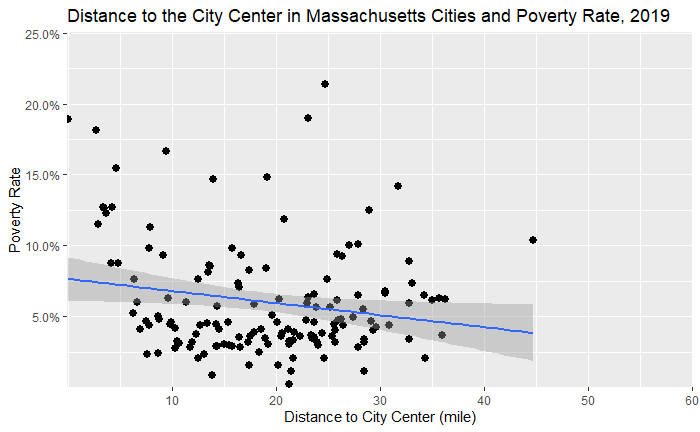 Distance to the City Center in Massachusetts Cities and Poverty Rate, 2019
25.0%
20.0%
15.0%
10.0%
5.0%
Poverty Rate
10 20 30 40 50 60
Distance to City Center (mile)